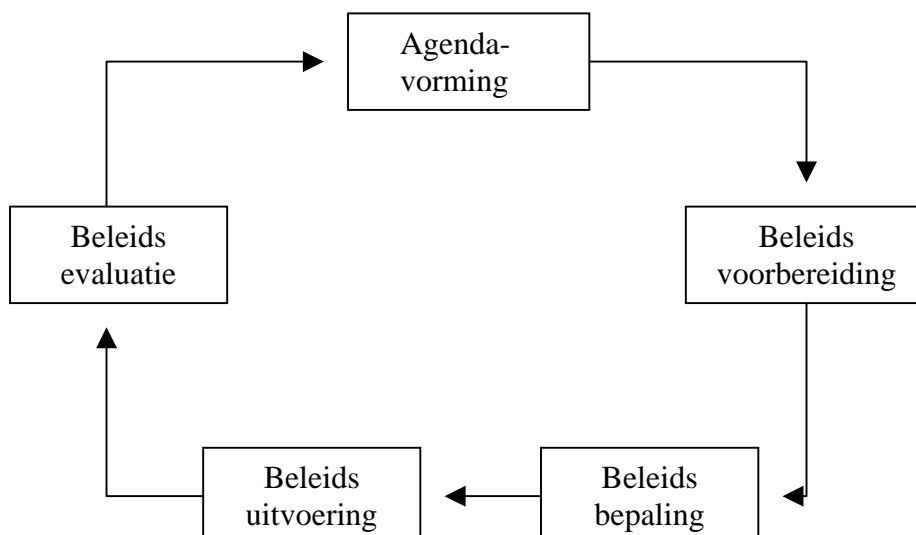 Agenda-
vorming
Beleids
voorbereiding
Beleids
bepaling
Beleids
uitvoering
Beleids
evaluatie